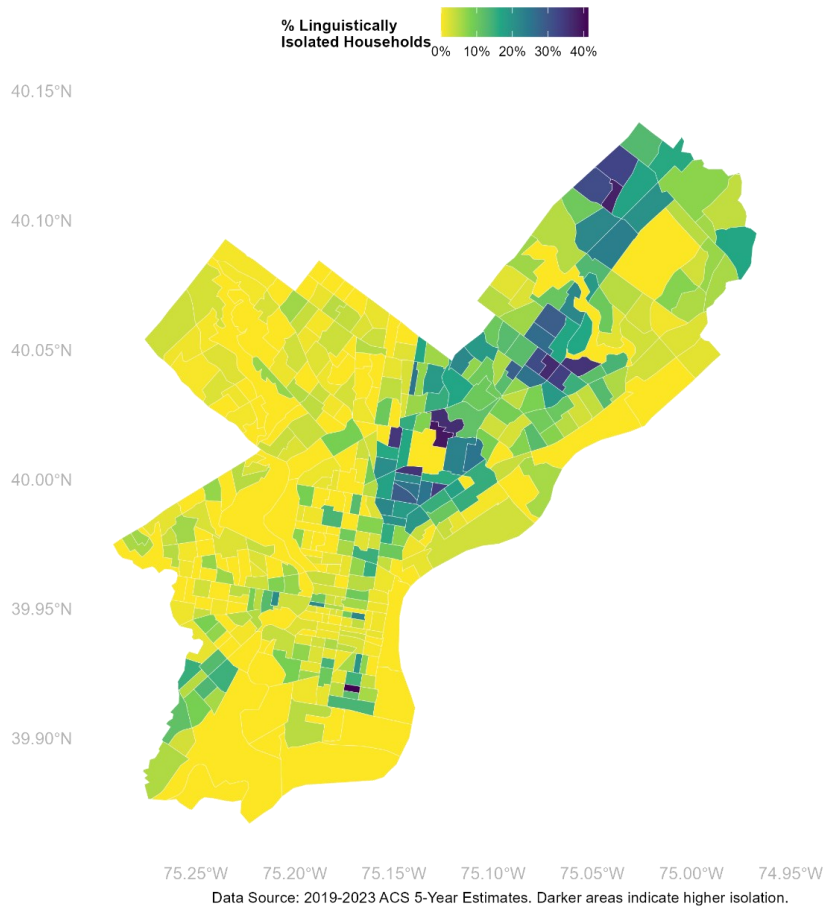 % Linguistically
Isolated Households
0% 10% 20% 30% 40%
40.15°N
40.10°N
40.05°N
40.00°N
39.95°N
39.90°N
75.25°W 75.20°W 75.15°W 75.10°W 75.05°W 75.00°W 74.95°W
Data Source: 2019-2023 ACS 5-Year Estimates. Darker areas indicate higher isolation.